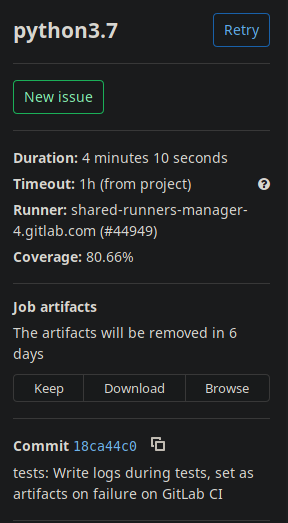 python3.7
Retry
New issue
Duration: 4 minutes 10 seconds
Timeout: 1h (from project)
Runner: shared-runners-manager-
4.gitlab.com (#44949)
Coverage: 80.66%
Job artifacts
The artifacts will be removed in 6
days
Keep
Download
Browse
Commit 18ca44c0
tests: Write logs during tests, set as
artifacts on failure on GitLab CI